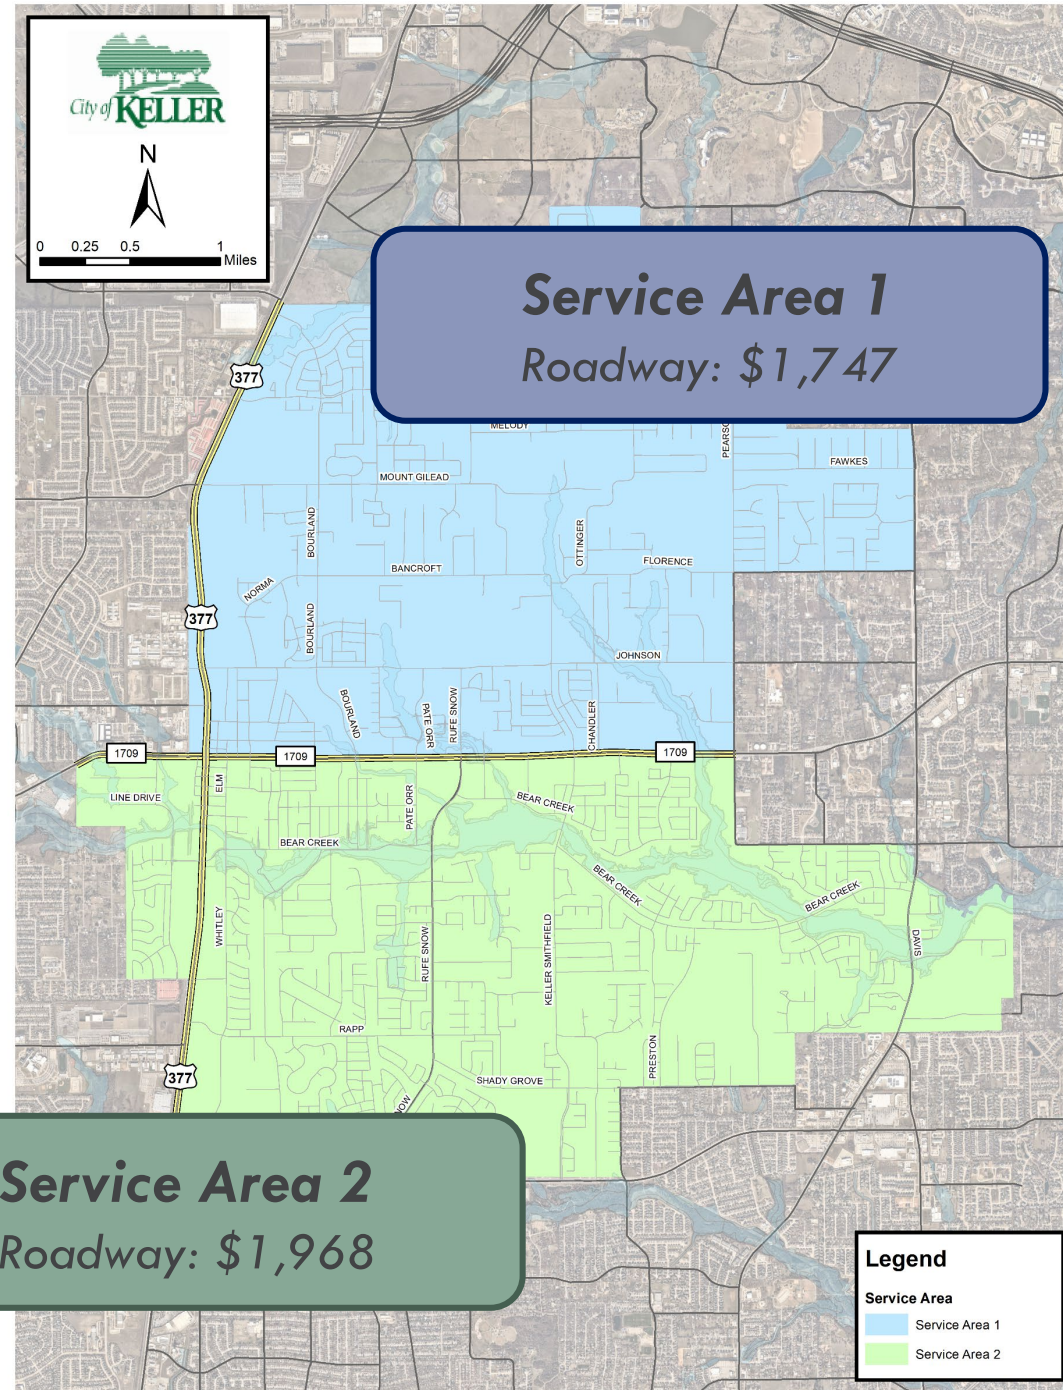 City of KELLER
N
0 0.25 0.5 1
Miles
Service Area 1
Roadway: $1,747
377
MELODY
MOUNT GILEAD
FAWKES
BOURLAND
OTTINGER
BANCROFT
FLORENCE
NORMA
377
BOURLAND
JOHNSON
BOURLAND
PATE ORR
RUFE SNOW
CHANDLER
1709
1709
1709
ELM
LINE DRIVE
PATE ORR
BEAR CREEK
BEAR CREEK
BEAR CREEK
BEAR CREEK
WHITLEY
RUFE SNOW
KELLER SMITHFIELD
DAVIS
RAPP
PRESTON
377
SHADY GROVE
Service Area 2
Roadway: $1,968
Legend
Service Area
Service Area 1
Service Area 2